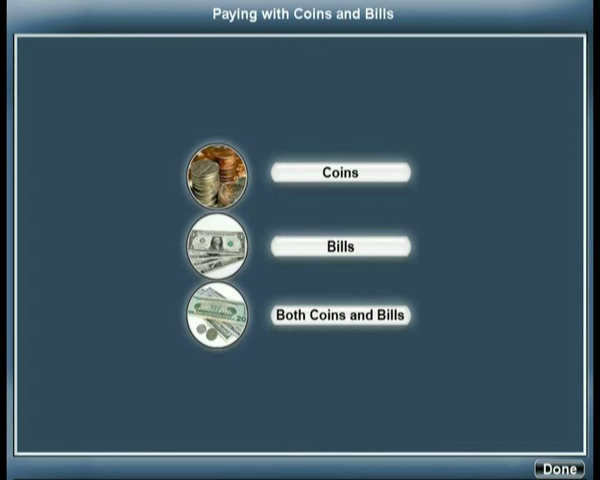 Paying with Coins and Bills
Coins
Bills
Both Coins and Bills
Done